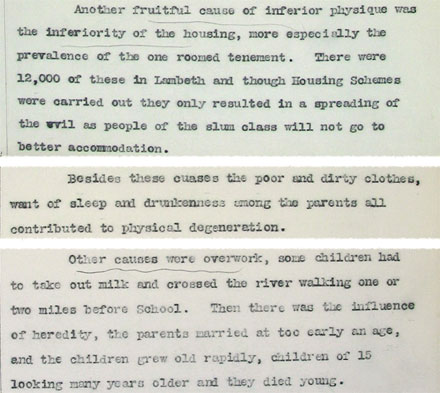 Another fruitful cause of inferior physique was
the inferiority of the housing, more especially the
prevalence of the one roomed tenement. There were
12,000 of these in Lambeth and though Housing Schemes
were carried out they only resulted in a spreading of
the evil as people of the slum class will not go to
better accommodation.
Besides these cuases the poor and dirty clothes,
want of sleep and drunkenness among the parents all
contributed to physical degeneration.
Other causes were overwork, some children had
to take out milk and crossed the river walking one or
two miles before School. Then there was the influence
of heredity, the parents married at too early an age,
and the children grew old rapidly, children of 15
looking many years older and they died young.